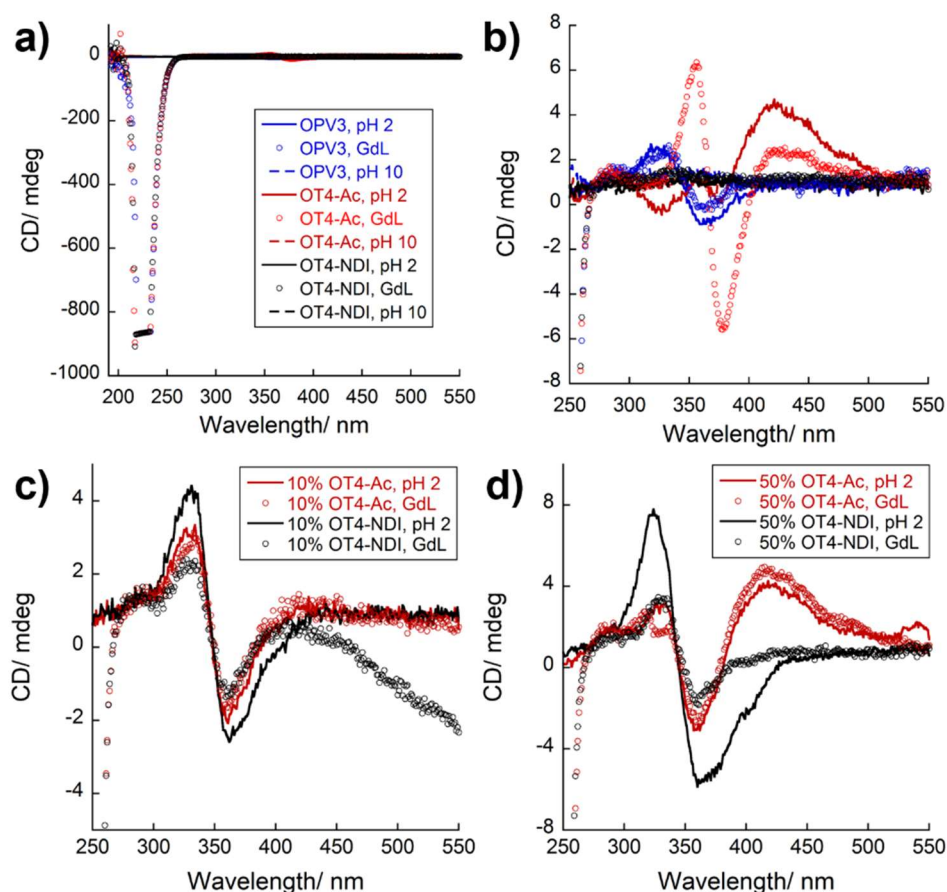 a)
0
-200
-400
-600
-800
-1000
CD/ mdeg
200 250 300 350 400 450 500 550
Wavelength/ nm
OPV3, pH 2
OPV3, GdL
OPV3, pH 10
OT4-Ac, pH 2
OT4-Ac, GdL
OT4-Ac, pH 10
OT4-NDI, pH 2
OT4-NDI, GdL
OT4-NDI, pH 10
b)
8
6
4
2
0
-2
-4
-6
-8
CD/ mdeg
250 300 350 400 450 500 550
Wavelength/ nm
c)
4
2
0
-2
-4
CD/ mdeg
250 300 350 400 450 500 550
Wavelength/ nm
10% OT4-Ac, pH 2
10% OT4-Ac, GdL
10% OT4-NDI, pH 2
10% OT4-NDI, GdL
d)
8
4
0
-4
-8
CD/ mdeg
250 300 350 400 450 500 550
Wavelength/ nm
50% OT4-Ac, pH 2
50% OT4-Ac, GdL
50% OT4-NDI, pH 2
50% OT4-NDI, GdL